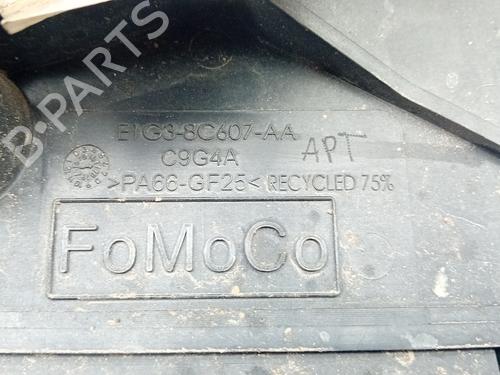 B-PARTS
E1G3-8C607-AA
C9G4A
APT
>PA66-GF25< RECYCLED 75%
FoMoCo